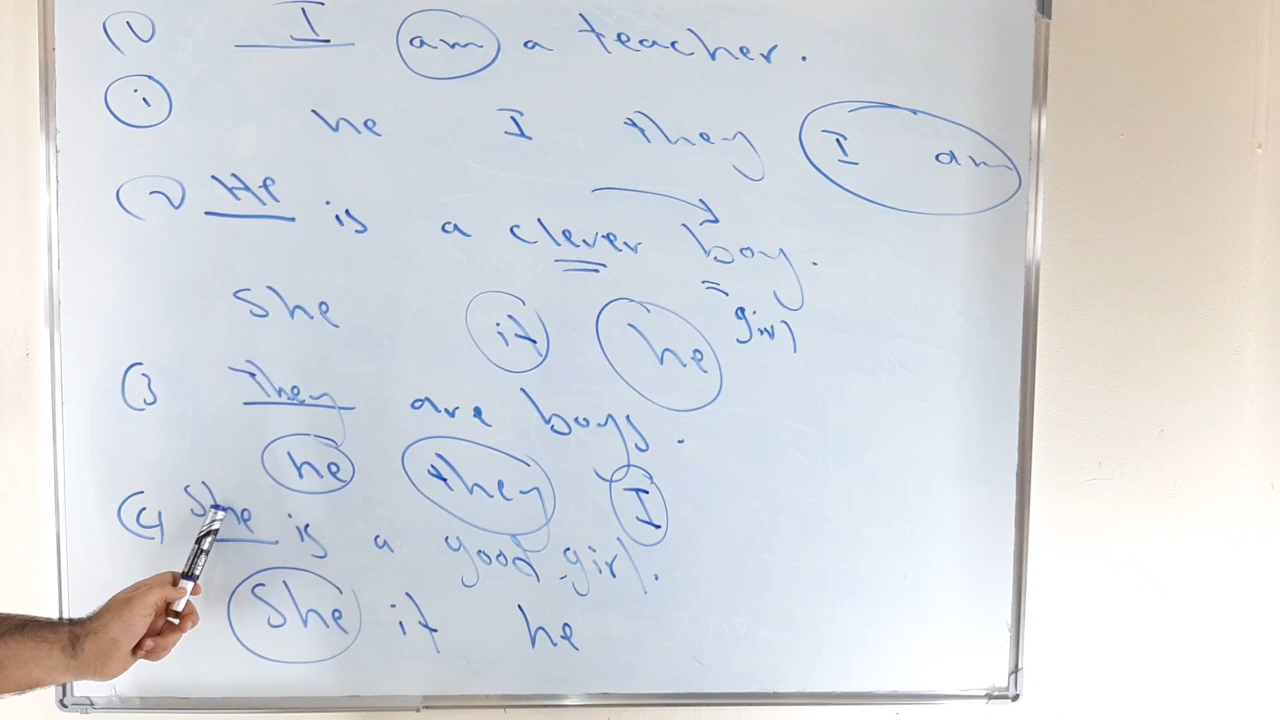 (1) I am a teacher.
i he I they I am
(2) He is a clever boy.
girl
she it he
(3 They are boys.
he they I
(4 She is a good girl.
She it he